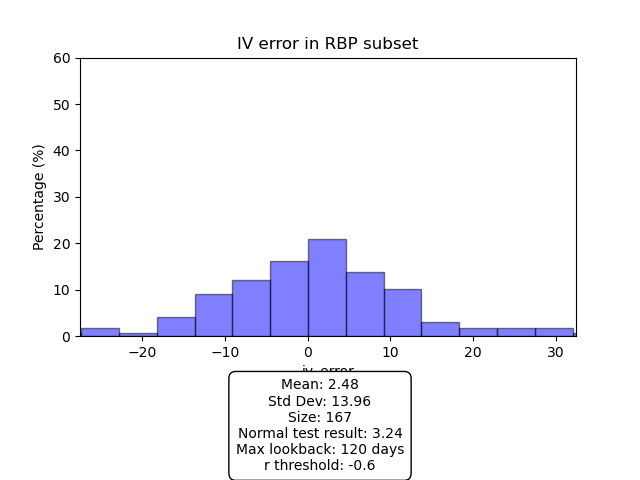 IV error in RBP subset
60
50
40
30
20
10
0
Percentage (%)
−20
−10
0
10
20
30
iv_error
Mean: 2.48
Std Dev: 13.96
Size: 167
Normal test result: 3.24
Max lookback: 120 days
r threshold: -0.6